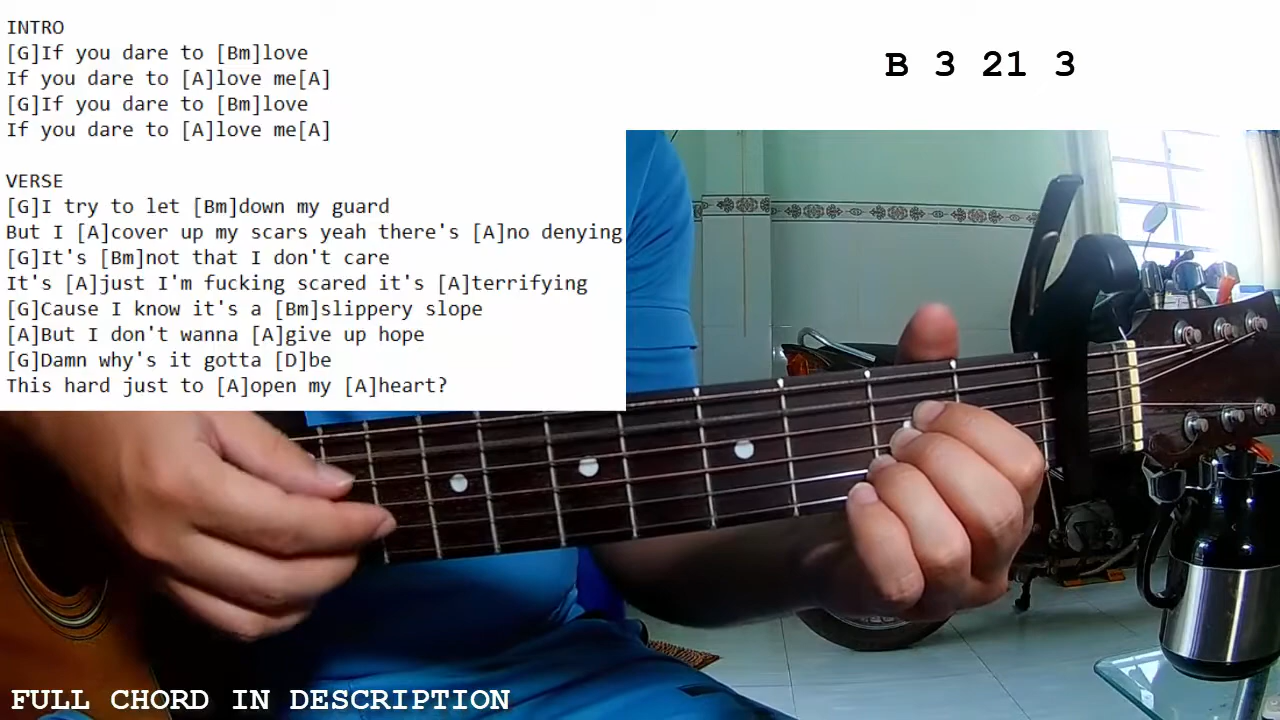 INTRO
[G]If you dare to [Bm]love
If you dare to [A]love me[A]
[G]If you dare to [Bm]love
If you dare to [A]love me[A]
VERSE
[G]I try to let [Bm]down my guard
But I [A]cover up my scars yeah there's [A]no denying
[G]It's [Bm]not that I don't care
It's [A]just I'm fucking scared it's [A]terrifying
[G]Cause I know it's a [Bm]slippery slope
[A]But I don't wanna [A]give up hope
[G]Damn why's it gotta [D]be
This hard just to [A]open my [A]heart?
B 3 21 3
FULL CHORD IN DESCRIPTION